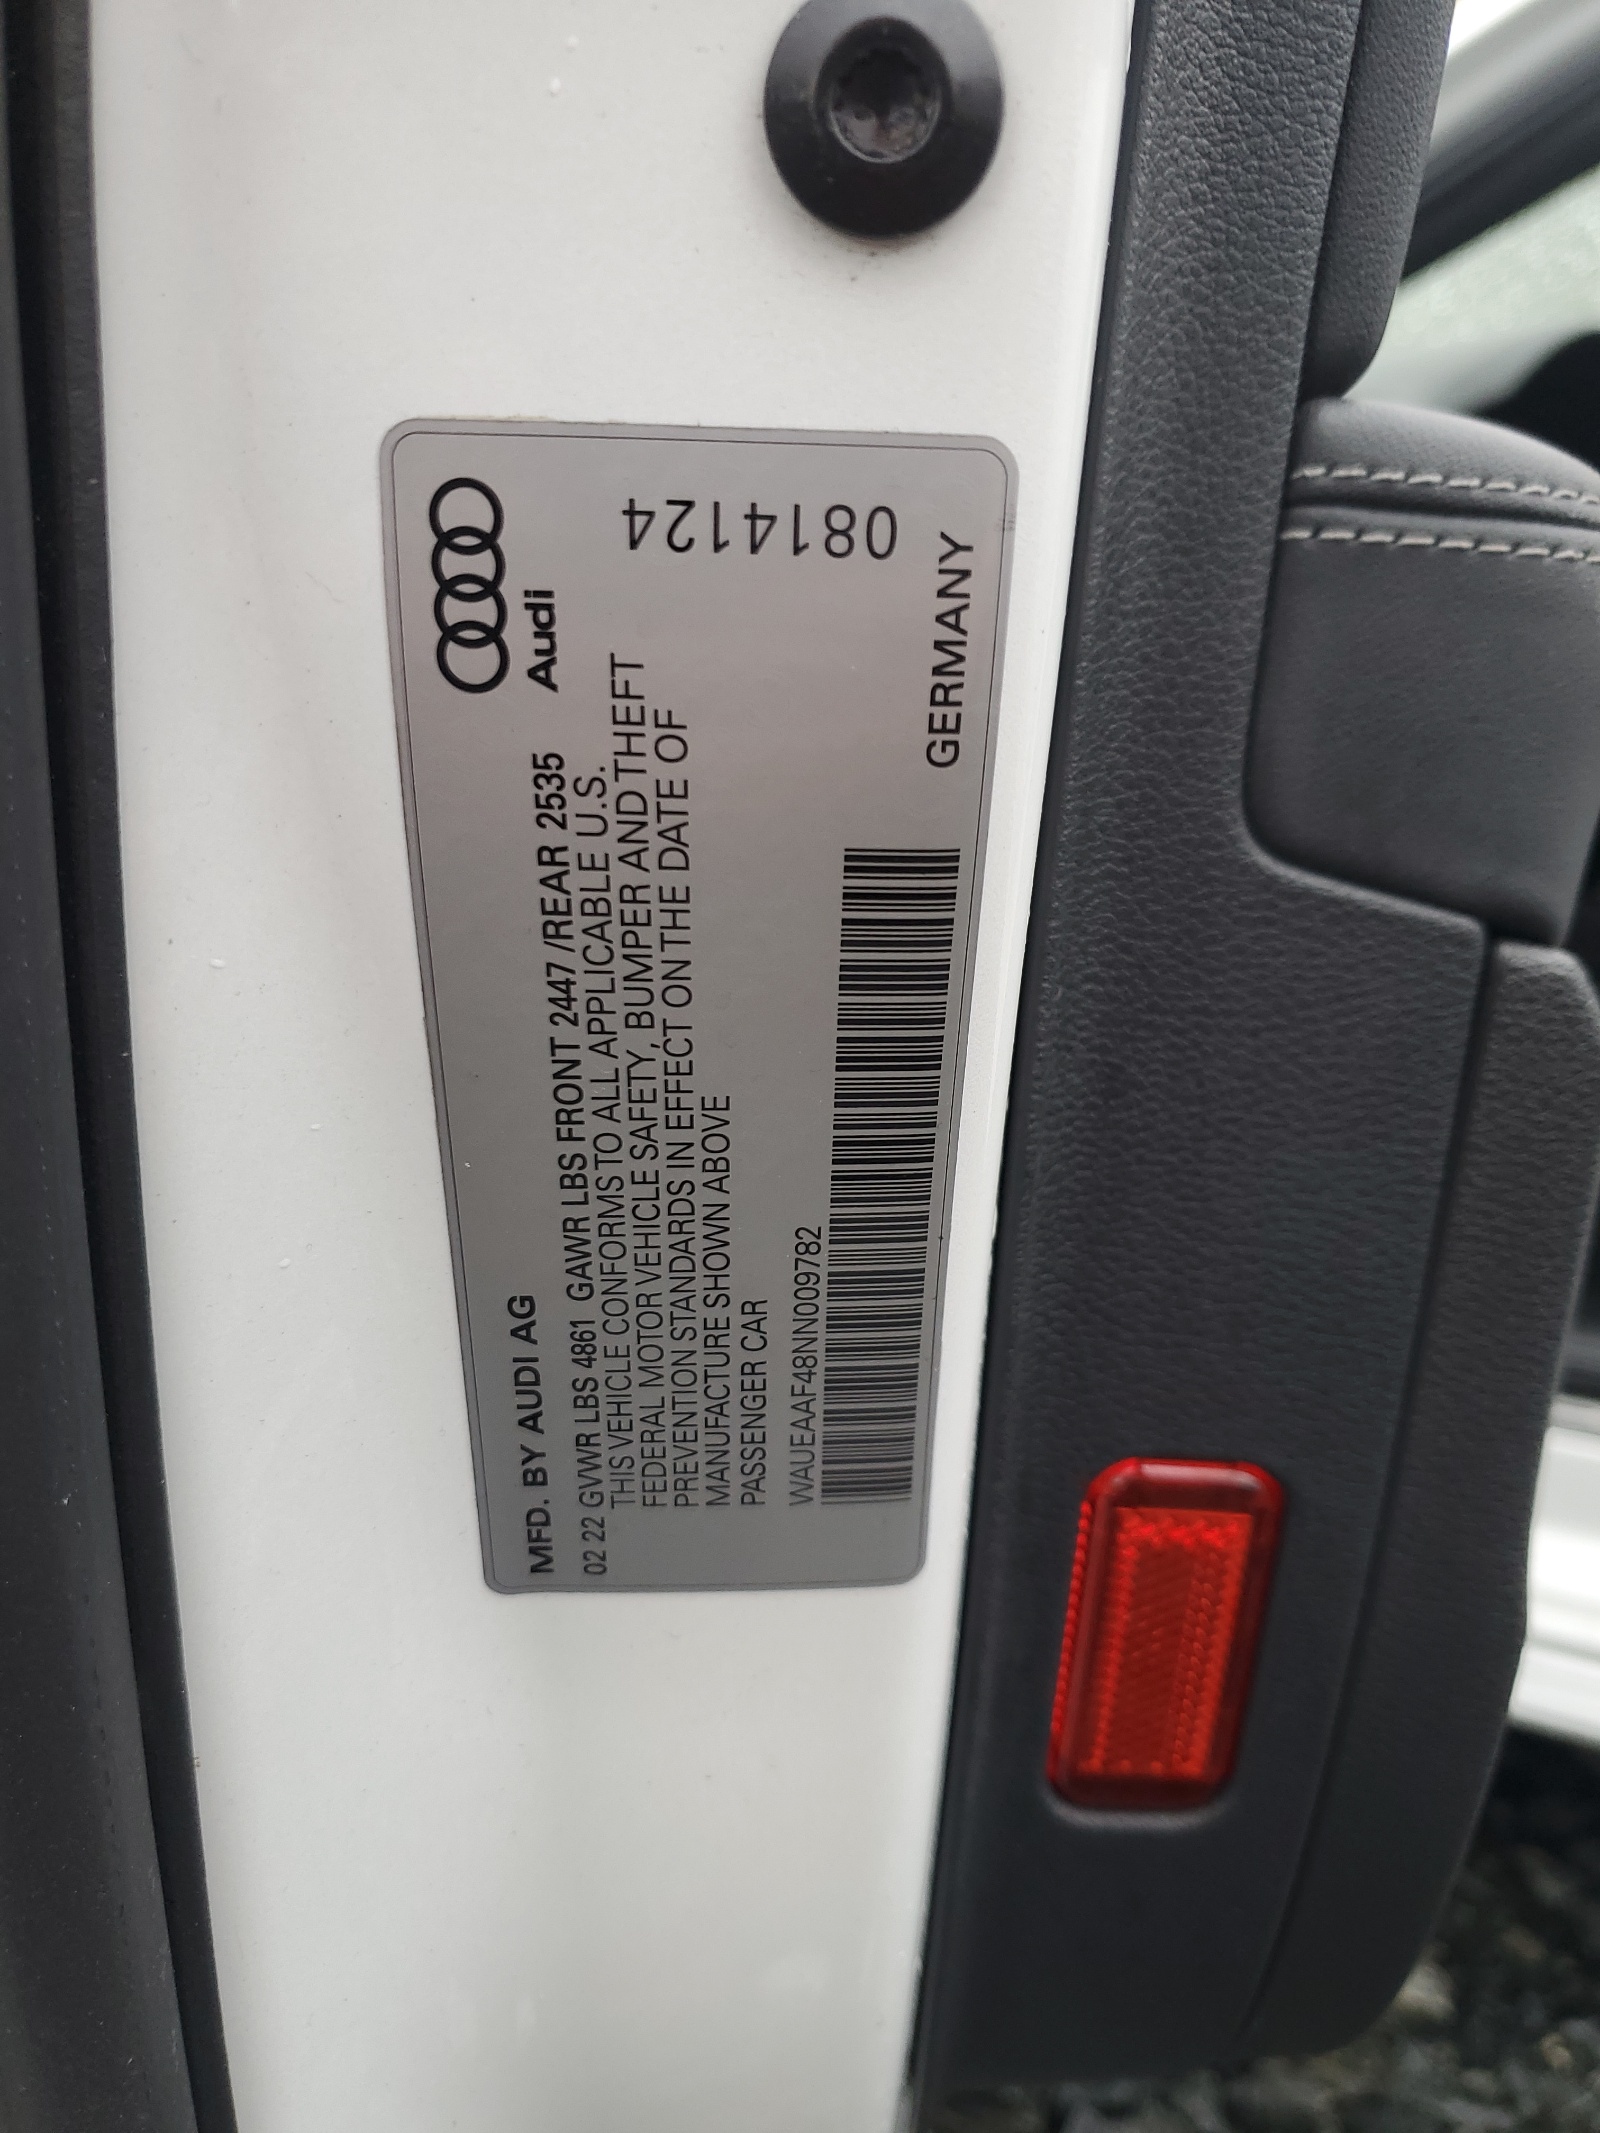 Audi
MFD. BY AUDI AG
02 22 GVWR LBS 4861 GAWR LBS FRONT 2447 /REAR 2535
THIS VEHICLE CONFORMS TO ALL APPLICABLE U.S.
FEDERAL MOTOR VEHICLE SAFETY, BUMPER AND THEFT
PREVENTION STANDARDS IN EFFECT ON THE DATE OF
MANUFACTURE SHOWN ABOVE
PASSENGER CAR
WAUEAAF48NN009782
GERMANY
0814124